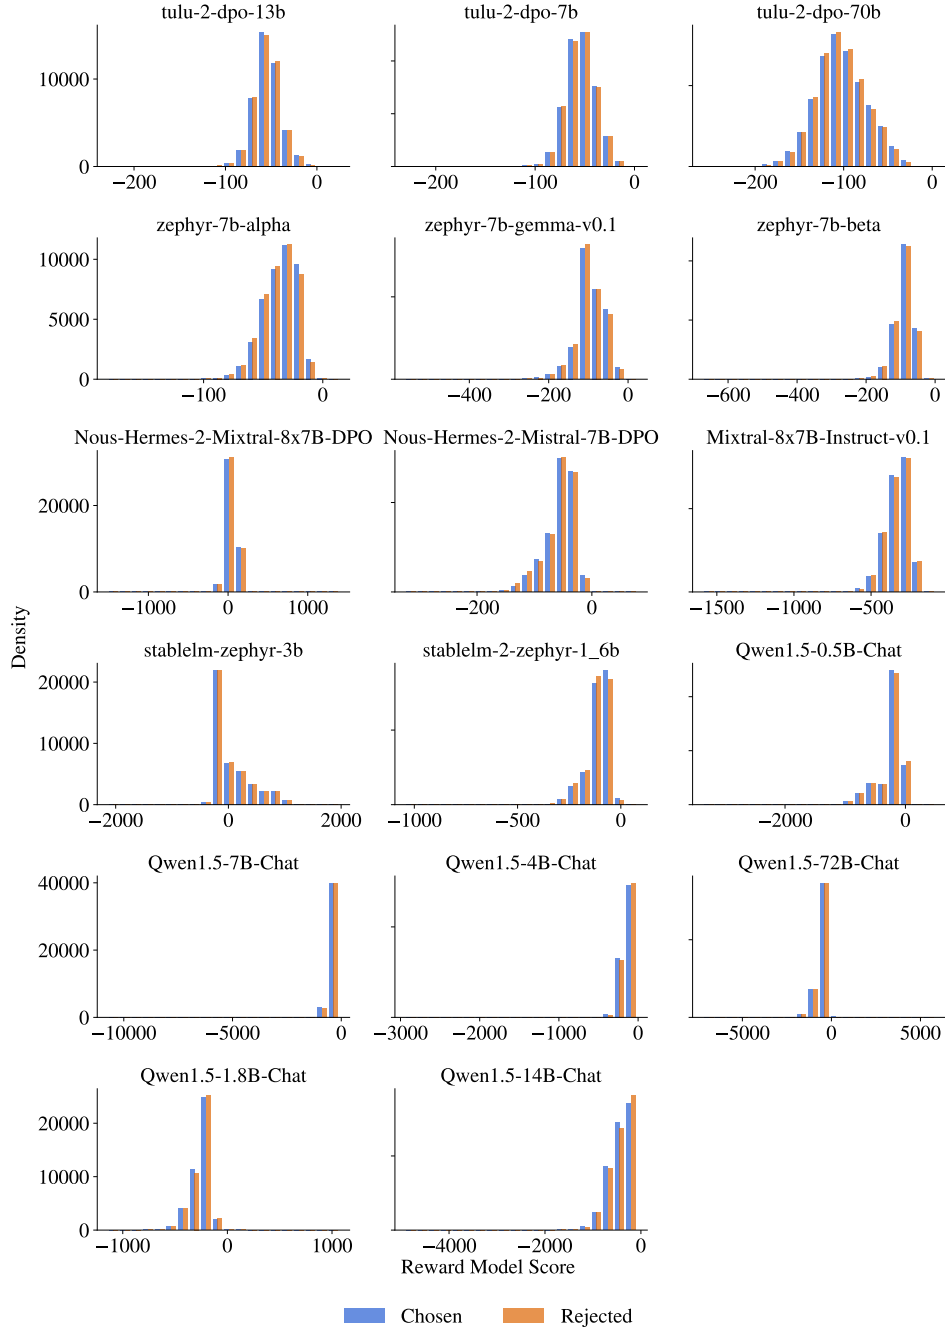 tulu-2-dpo-13b tulu-2-dpo-7b tulu-2-dpo-70b
10000
0
−200 −100 0 −200 −100 0 −200 −100 0
zephyr-7b-alpha zephyr-7b-gemma-v0.1 zephyr-7b-beta
10000
5000
0
−100 0 −400 −200 0 −600 −400 −200 0
Nous-Hermes-2-Mixtral-8x7B-DPO Nous-Hermes-2-Mistral-7B-DPO Mixtral-8x7B-Instruct-v0.1
20000
0
−1000 0 1000 −200 0 −1500 −1000 −500
Density
stablelm-zephyr-3b stablelm-2-zephyr-1_6b Qwen1.5-0.5B-Chat
20000
10000
0
−2000 0 2000 −1000 −500 0 −2000 0
Qwen1.5-7B-Chat Qwen1.5-4B-Chat Qwen1.5-72B-Chat
40000
20000
0
−10000 −5000 0 −3000 −2000 −1000 0 −5000 0 5000
Qwen1.5-1.8B-Chat Qwen1.5-14B-Chat
20000
10000
0
−1000 0 1000 −4000 −2000 0
Reward Model Score
Chosen Rejected